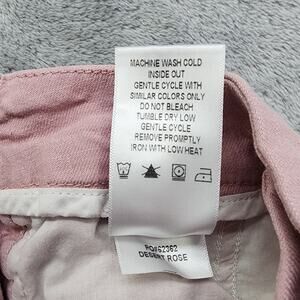 MACHINE WASH COLD
INSIDE OUT
GENTLE CYCLE WITH
SIMILAR COLORS ONLY
DO NOT BLEACH
TUMBLE DRY LOW
GENTLE CYCLE
REMOVE PROMPTLY
IRON WITH LOW HEAT
PO#62362
DESERT ROSE